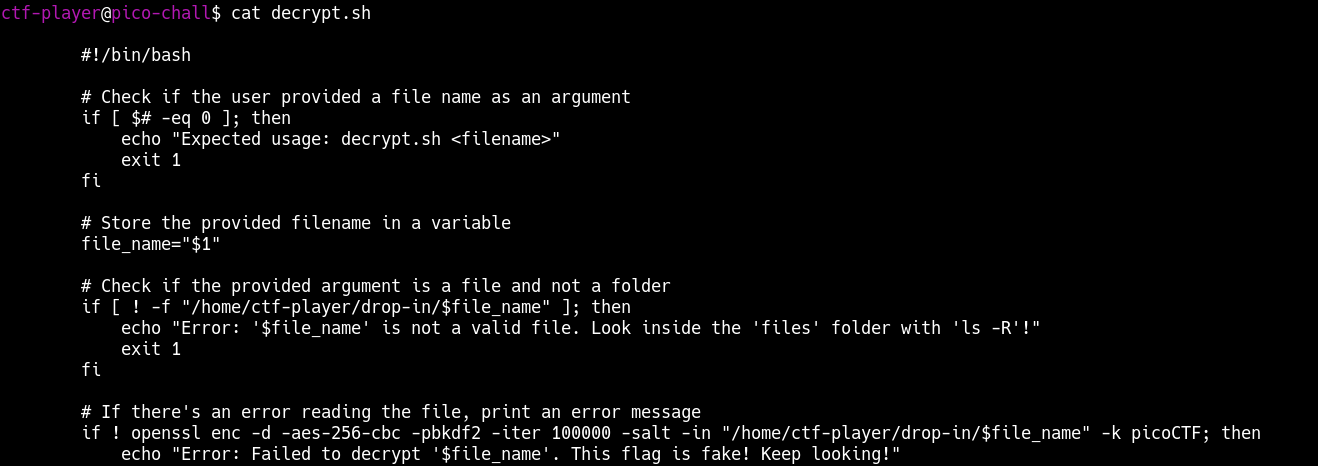 ctf-player@pico-chall$ cat decrypt.sh
#!/bin/bash
# Check if the user provided a file name as an argument
if [ $# -eq 0 ]; then
echo "Expected usage: decrypt.sh <filename>"
exit 1
fi
# Store the provided filename in a variable
file_name="$1"
# Check if the provided argument is a file and not a folder
if [ ! -f "/home/ctf-player/drop-in/$file_name" ]; then
echo "Error: '$file_name' is not a valid file. Look inside the 'files' folder with 'ls -R'!"
exit 1
fi
# If there's an error reading the file, print an error message
if ! openssl enc -d -aes-256-cbc -pbkdf2 -iter 100000 -salt -in "/home/ctf-player/drop-in/$file_name" -k picoCTF; then
echo "Error: Failed to decrypt '$file_name'. This flag is fake! Keep looking!"